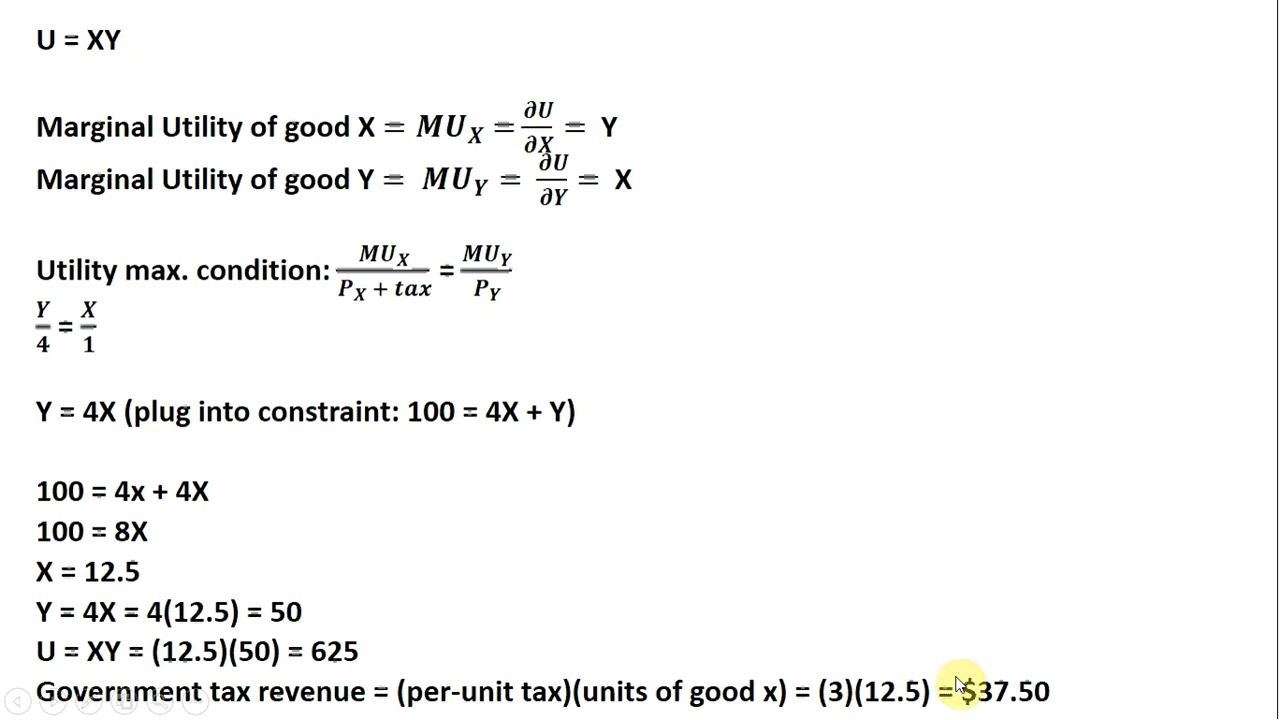 U = XY
Marginal Utility of good X = MU_X = ∂U/∂X = Y
Marginal Utility of good Y = MU_Y = ∂U/∂Y = X
Utility max. condition: MU_X/(P_X + tax) = MU_Y/P_Y
Y/4 = X/1
Y = 4X (plug into constraint: 100 = 4X + Y)
100 = 4x + 4X
100 = 8X
X = 12.5
Y = 4X = 4(12.5) = 50
U = XY = (12.5)(50) = 625
Government tax revenue = (per-unit tax)(units of good x) = (3)(12.5) = $37.50